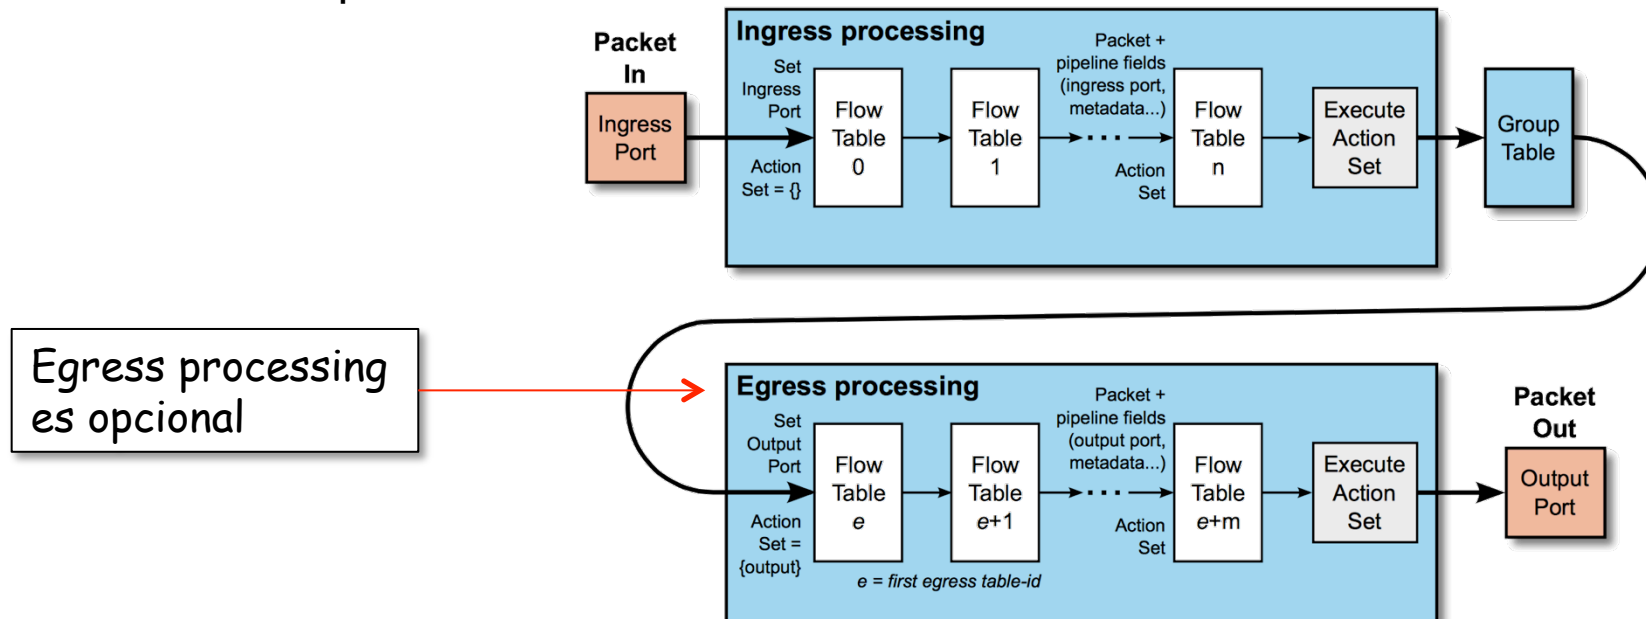 Ingress processing
Packet
In
Ingress
Port
Set
Ingress
Port
Action
Set = {}
Flow
Table
0
Flow
Table
1
Packet +
pipeline fields
(ingress port,
metadata...)
Action
Set
Flow
Table
n
Execute
Action
Set
Group
Table
Egress processing
es opcional
Egress processing
Set
Output
Port
Action
Set =
{output}
Flow
Table
e
Flow
Table
e+1
e = first egress table-id
Packet +
pipeline fields
(output port,
metadata...)
Action
Set
Flow
Table
e+m
Execute
Action
Set
Packet
Out
Output
Port